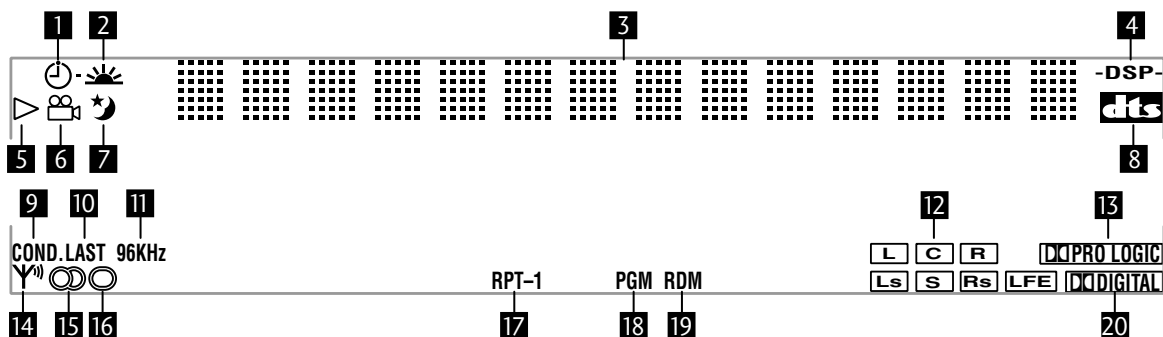 1 2 3 4
-DSP-
dts
5 6 7 8
9 10 11 12 13
COND. LAST 96KHz L C R PRO LOGIC
RPT-1 PGM RDM Ls S Rs LFE DIGITAL
14 15 16 17 18 19 20